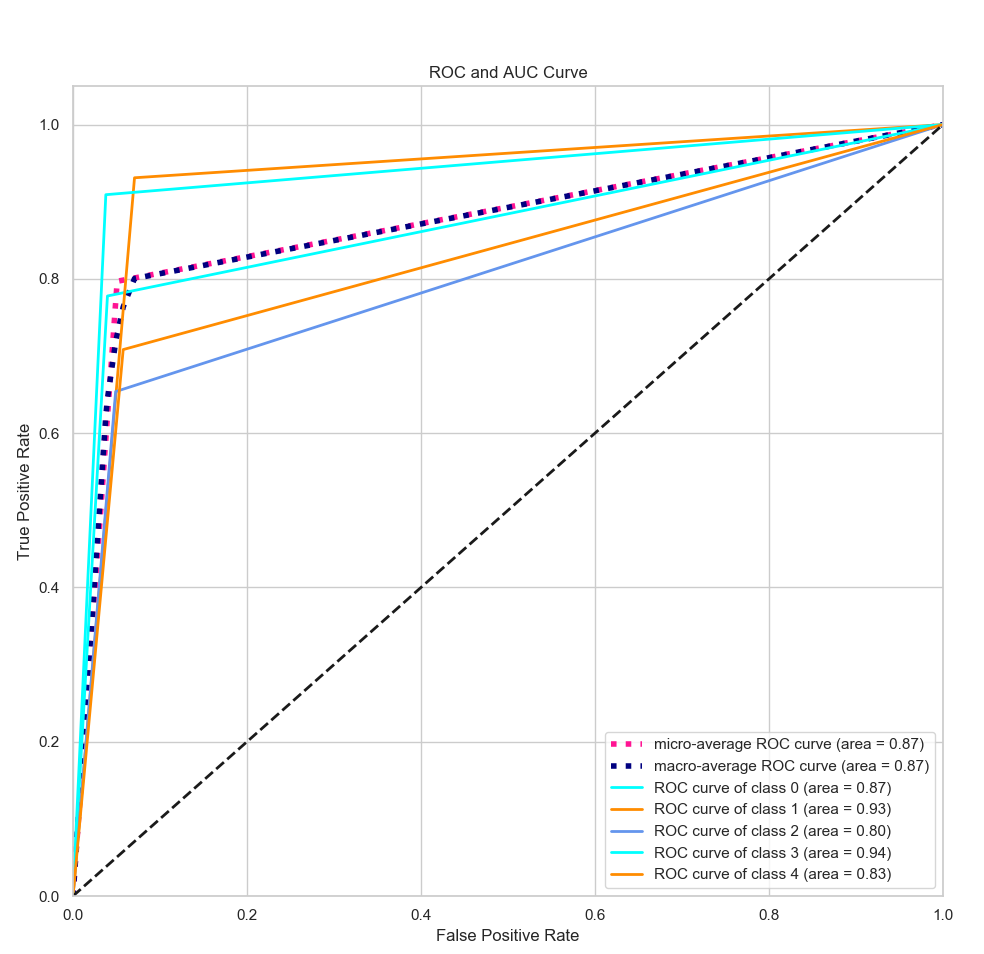 ROC and AUC Curve
True Positive Rate
1.0
0.8
0.6
0.4
0.2
0.0
0.0 0.2 0.4 0.6 0.8 1.0
False Positive Rate
micro-average ROC curve (area = 0.87)
macro-average ROC curve (area = 0.87)
ROC curve of class 0 (area = 0.87)
ROC curve of class 1 (area = 0.93)
ROC curve of class 2 (area = 0.80)
ROC curve of class 3 (area = 0.94)
ROC curve of class 4 (area = 0.83)